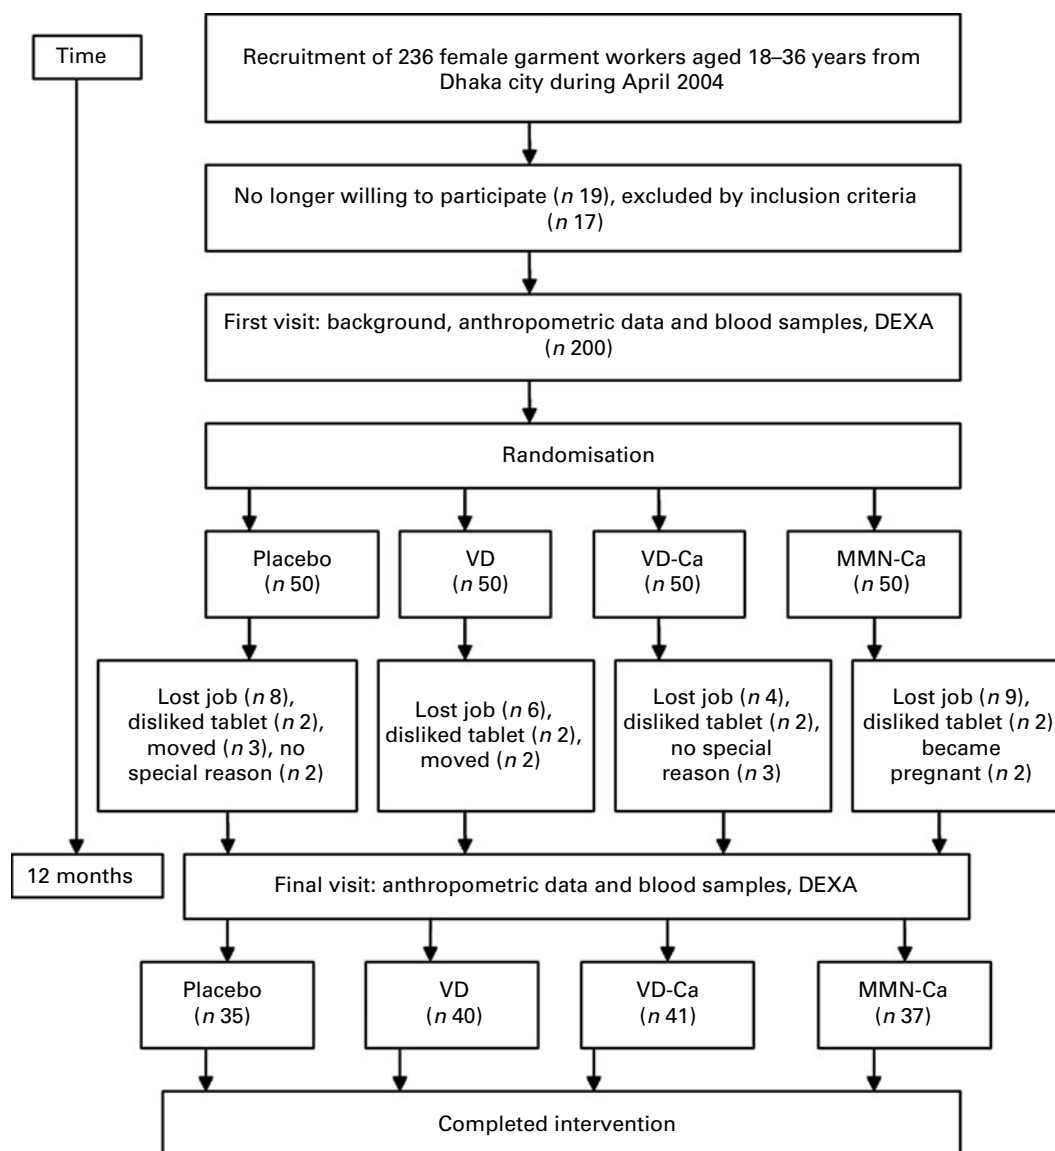 Time
Recruitment of 236 female garment workers aged 18–36 years from
Dhaka city during April 2004
No longer willing to participate (n 19), excluded by inclusion criteria
(n 17)
First visit: background, anthropometric data and blood samples, DEXA
(n 200)
Randomisation
Placebo
(n 50)
VD
(n 50)
VD-Ca
(n 50)
MMN-Ca
(n 50)
Lost job (n 8),
disliked tablet (n 2),
moved (n 3), no
special reason (n 2)
Lost job (n 6),
disliked tablet (n 2),
moved (n 2)
Lost job (n 4),
disliked tablet (n 2),
no special
reason (n 3)
Lost job (n 9),
disliked tablet (n 2),
became
pregnant (n 2)
12 months
Final visit: anthropometric data and blood samples, DEXA
Placebo
(n 35)
VD
(n 40)
VD-Ca
(n 41)
MMN-Ca
(n 37)
Completed intervention